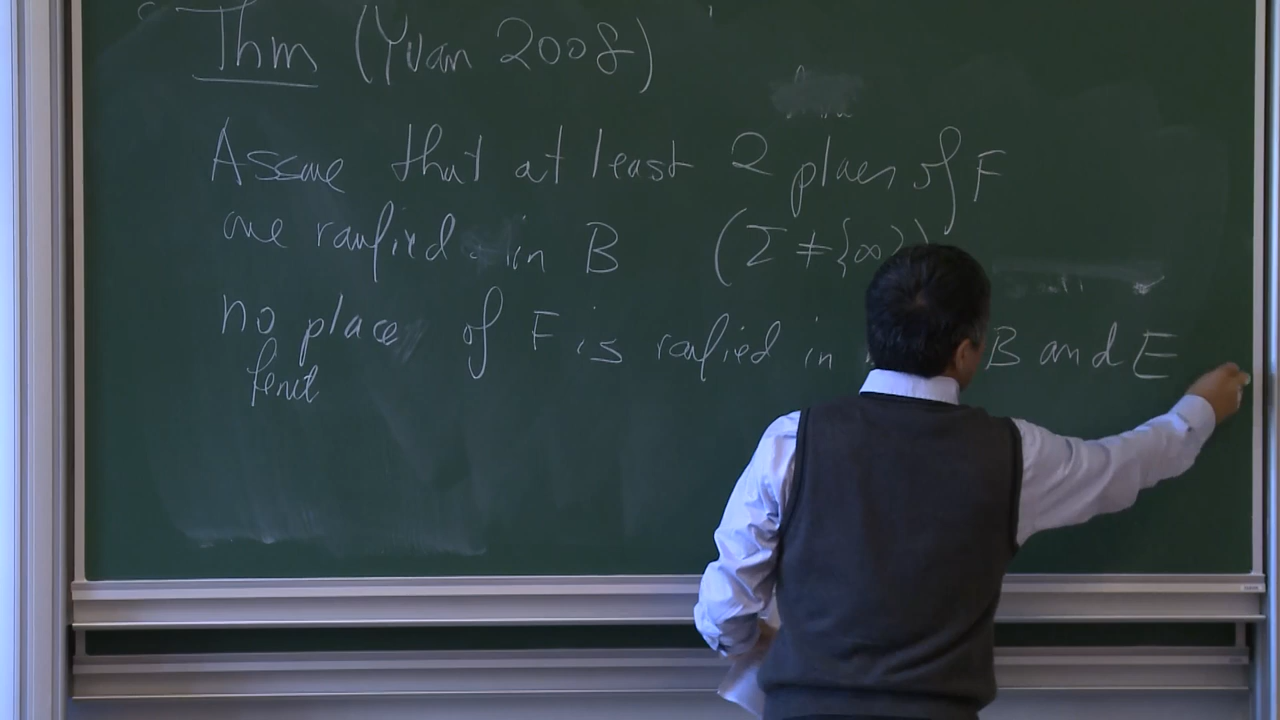 Thm (Yuan 2008)
Assume that at least 2 places of F
are ramified in B (Σ ≠ {∞})
no place of F is ramified in B and E